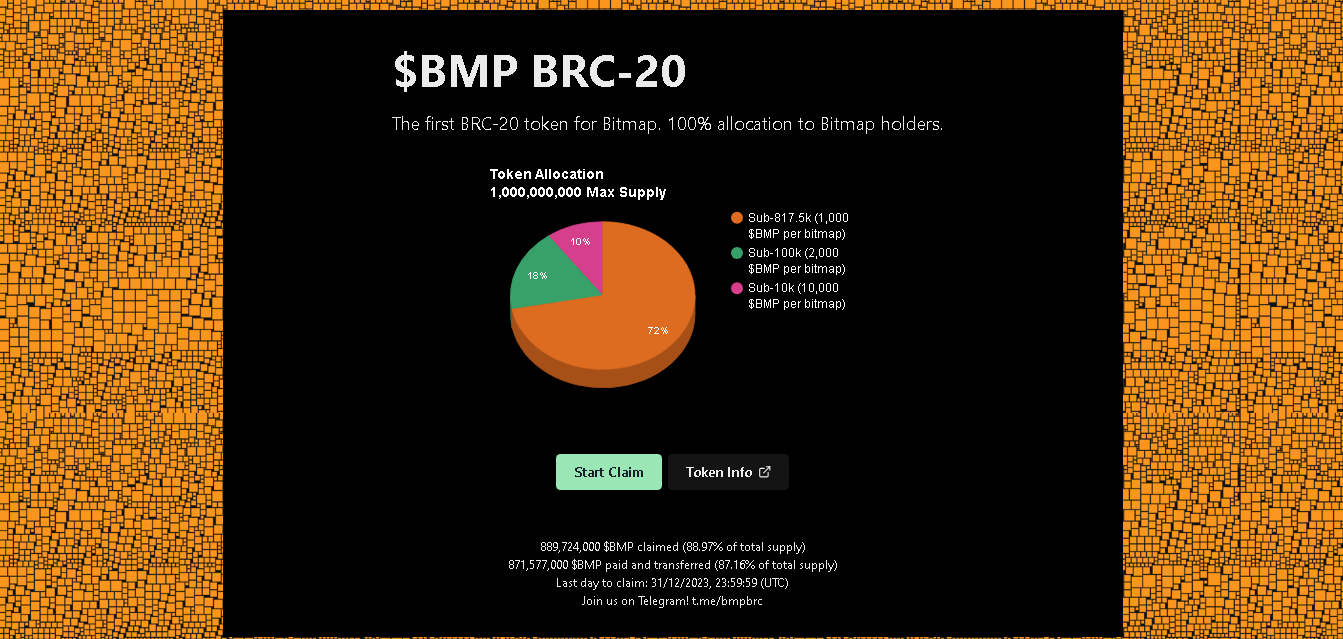 $BMP BRC-20
The first BRC-20 token for Bitmap. 100% allocation to Bitmap holders.
Token Allocation
1,000,000,000 Max Supply
10%
18%
72%
Sub-817.5k (1,000
$BMP per bitmap)
Sub-100k (2,000
$BMP per bitmap)
Sub-10k (10,000
$BMP per bitmap)
Start Claim
Token Info
889,724,000 $BMP claimed (88.97% of total supply)
871,577,000 $BMP paid and transferred (87.16% of total supply)
Last day to claim: 31/12/2023, 23:59:59 (UTC)
Join us on Telegram! t.me/bmpbrc